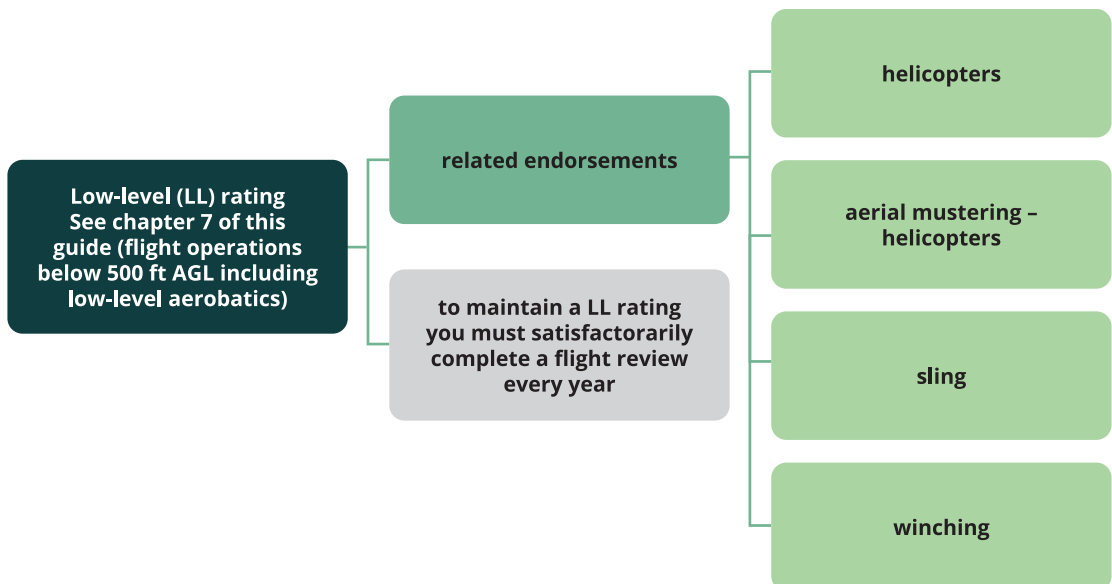 Low-level (LL) rating
See chapter 7 of this
guide (flight operations
below 500 ft AGL including
low-level aerobatics)
related endorsements
to maintain a LL rating
you must satisfactorarily
complete a flight review
every year
helicopters
aerial mustering –
helicopters
sling
winching